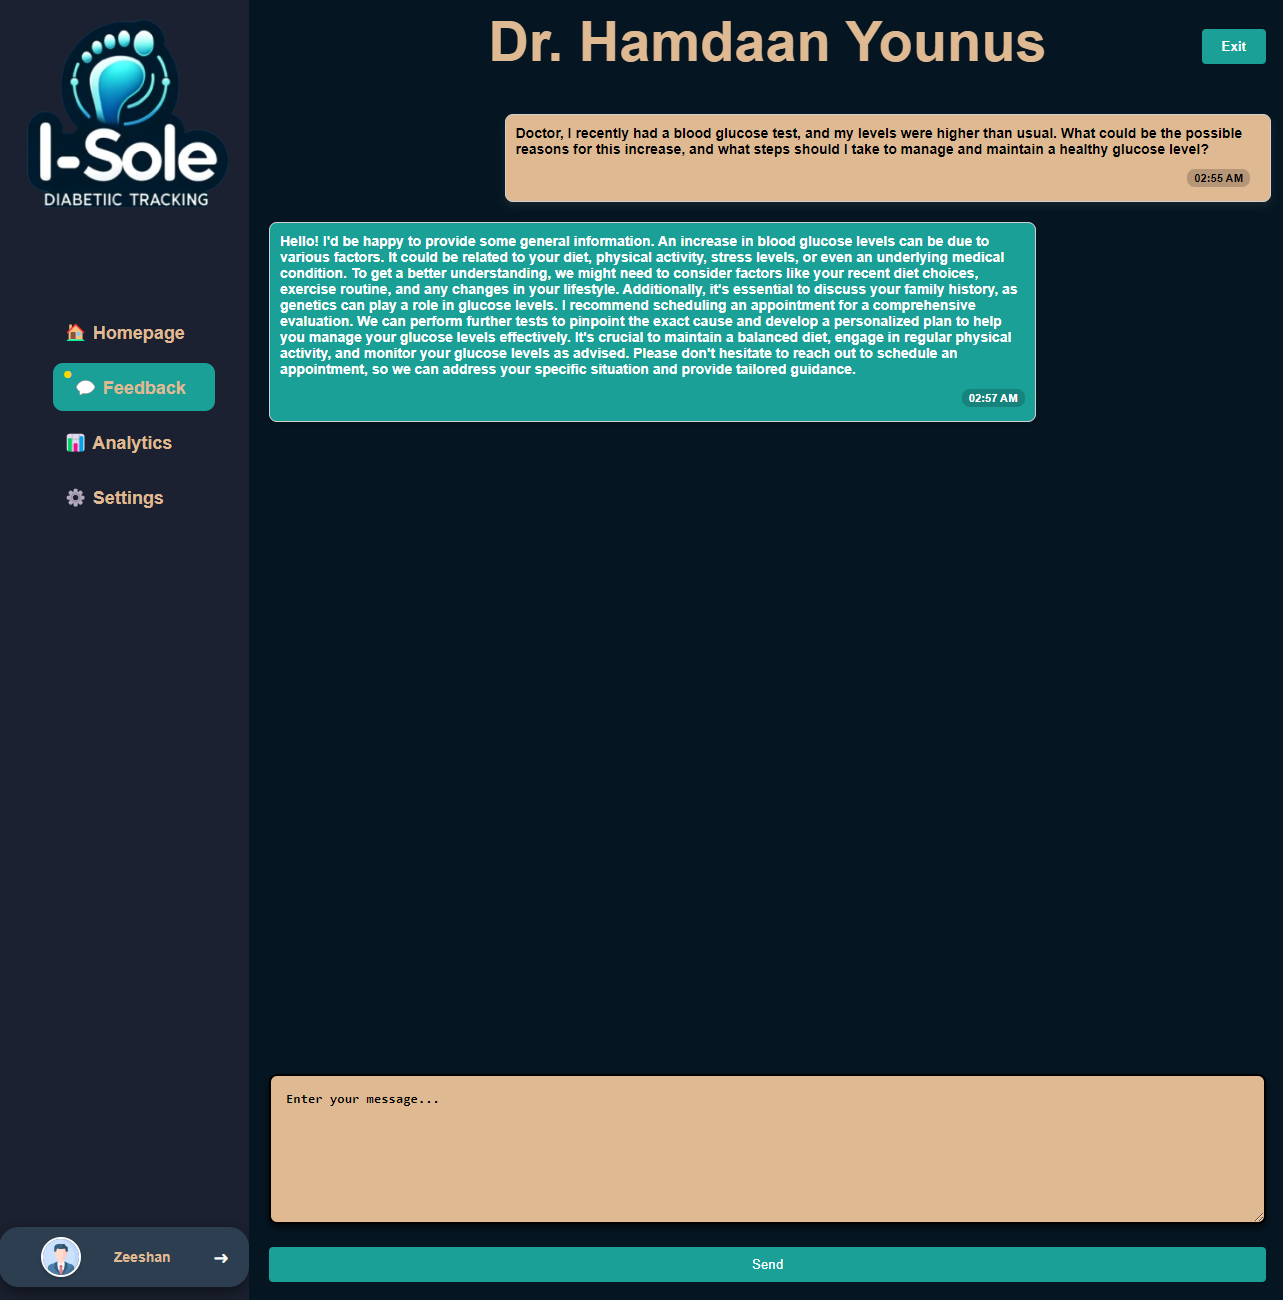 I-Sole
DIABETIIC TRACKING
Homepage
Feedback
Analytics
Settings
Zeeshan
Dr. Hamdaan Younus
Exit
Doctor, I recently had a blood glucose test, and my levels were higher than usual. What could be the possible
reasons for this increase, and what steps should I take to manage and maintain a healthy glucose level?
02:55 AM
Hello! I'd be happy to provide some general information. An increase in blood glucose levels can be due to
various factors. It could be related to your diet, physical activity, stress levels, or even an underlying medical
condition. To get a better understanding, we might need to consider factors like your recent diet choices,
exercise routine, and any changes in your lifestyle. Additionally, it's essential to discuss your family history, as
genetics can play a role in glucose levels. I recommend scheduling an appointment for a comprehensive
evaluation. We can perform further tests to pinpoint the exact cause and develop a personalized plan to help
you manage your glucose levels effectively. It's crucial to maintain a balanced diet, engage in regular physical
activity, and monitor your glucose levels as advised. Please don't hesitate to reach out to schedule an
appointment, so we can address your specific situation and provide tailored guidance.
02:57 AM
Enter your message...
Send